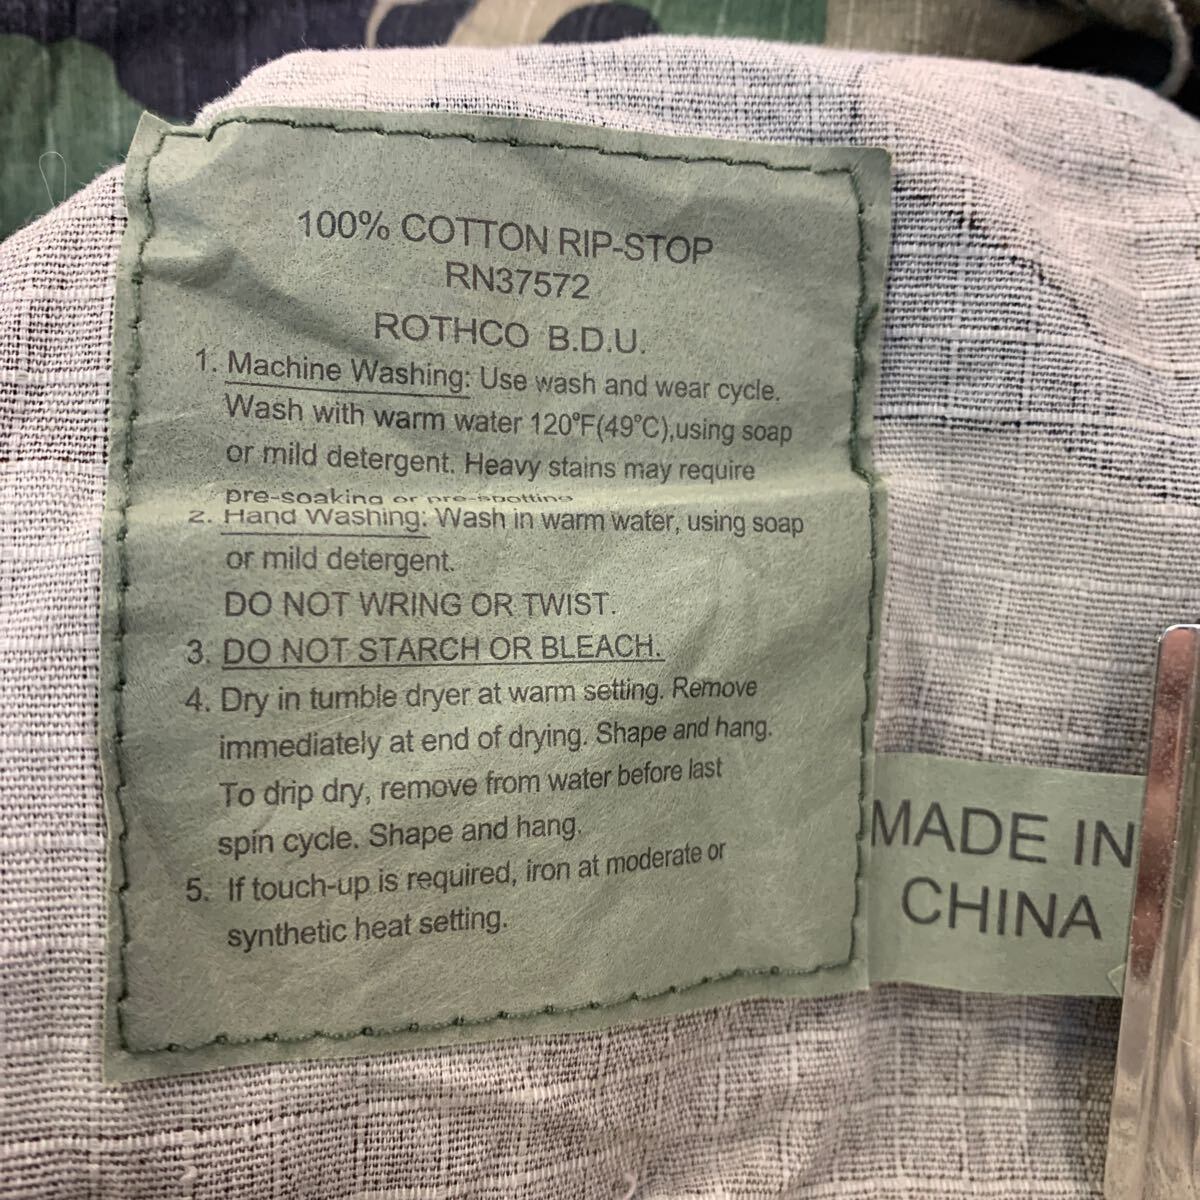 100% COTTON RIP-STOP
RN37572
ROTHCO B.D.U.
1. Machine Washing: Use wash and wear cycle.
Wash with warm water 120°F(49°C),using soap
or mild detergent. Heavy stains may require
pre-soaking or pre-spotting
2. Hand Washing: Wash in warm water, using soap
or mild detergent.
DO NOT WRING OR TWIST.
3. DO NOT STARCH OR BLEACH.
4. Dry in tumble dryer at warm setting. Remove
immediately at end of drying. Shape and hang.
To drip dry, remove from water before last
spin cycle. Shape and hang.
5. If touch-up is required, iron at moderate or
synthetic heat setting.
MADE IN
CHINA